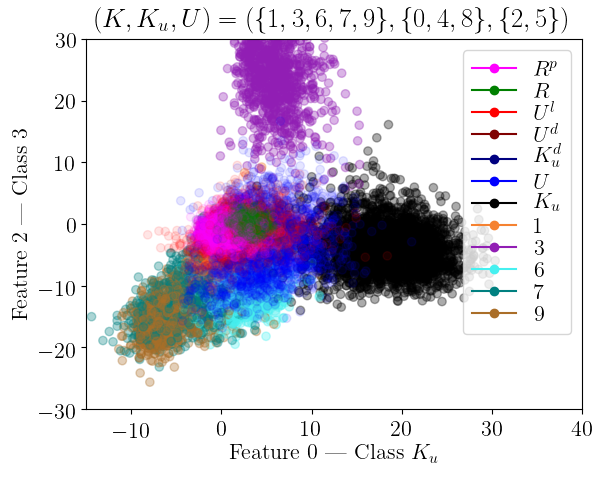 (K, K_u, U) = ({1, 3, 6, 7, 9}, {0, 4, 8}, {2, 5})
30
20
10
0
−10
−20
−30
Feature 2 — Class 3
R^p
R
U^l
U^d
K_u^d
U
K_u
1
3
6
7
9
−10
0
10
20
30
40
Feature 0 — Class K_u